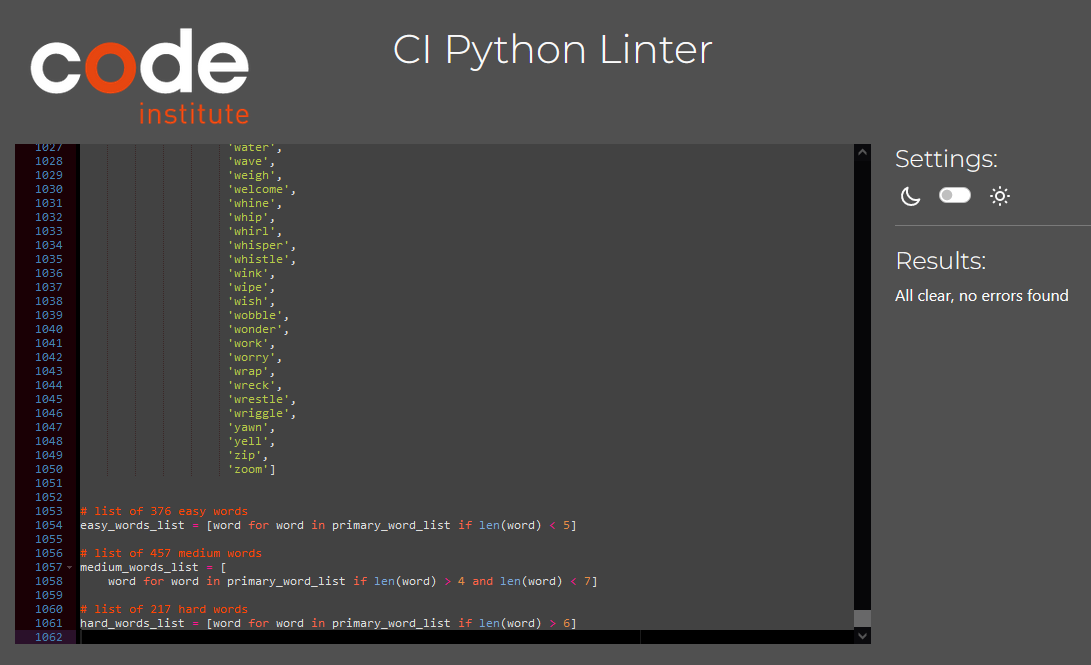 code
institute
CI Python Linter
1027 'water',
1028 'wave',
1029 'weigh',
1030 'welcome',
1031 'whine',
1032 'whip',
1033 'whirl',
1034 'whisper',
1035 'whistle',
1036 'wink',
1037 'wipe',
1038 'wish',
1039 'wobble',
1040 'wonder',
1041 'work',
1042 'worry',
1043 'wrap',
1044 'wreck',
1045 'wrestle',
1046 'wriggle',
1047 'yawn',
1048 'yell',
1049 'zip',
1050 'zoom']
1051
1052
1053 # list of 376 easy words
1054 easy_words_list = [word for word in primary_word_list if len(word) < 5]
1055
1056 # list of 457 medium words
1057 medium_words_list = [
1058 word for word in primary_word_list if len(word) > 4 and len(word) < 7]
1059
1060 # list of 217 hard words
1061 hard_words_list = [word for word in primary_word_list if len(word) > 6]
1062
Settings:
Results:
All clear, no errors found